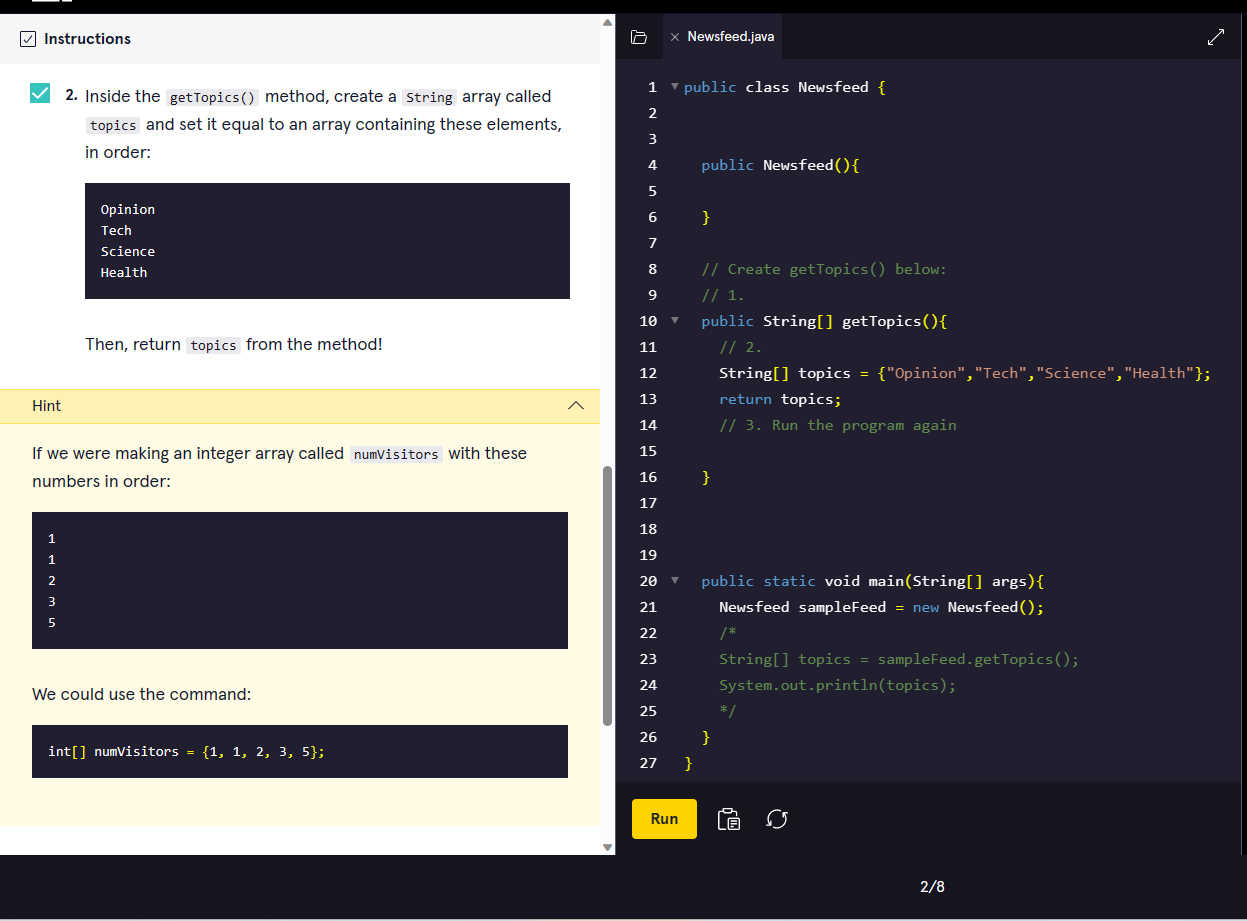 Instructions
2. Inside the getTopics() method, create a String array called
topics and set it equal to an array containing these elements,
in order:
Opinion
Tech
Science
Health
Then, return topics from the method!
Hint
If we were making an integer array called numVisitors with these
numbers in order:
1
1
2
3
5
We could use the command:
int[] numVisitors = {1, 1, 2, 3, 5};
Newsfeed.java
1 public class Newsfeed {
2
3
4 public Newsfeed(){
5
6 }
7
8 // Create getTopics() below:
9 // 1.
10 public String[] getTopics(){
11 // 2.
12 String[] topics = {"Opinion","Tech","Science","Health"};
13 return topics;
14 // 3. Run the program again
15
16 }
17
18
19
20 public static void main(String[] args){
21 Newsfeed sampleFeed = new Newsfeed();
22 /*
23 String[] topics = sampleFeed.getTopics();
24 System.out.println(topics);
25 */
26 }
27 }
Run
2/8